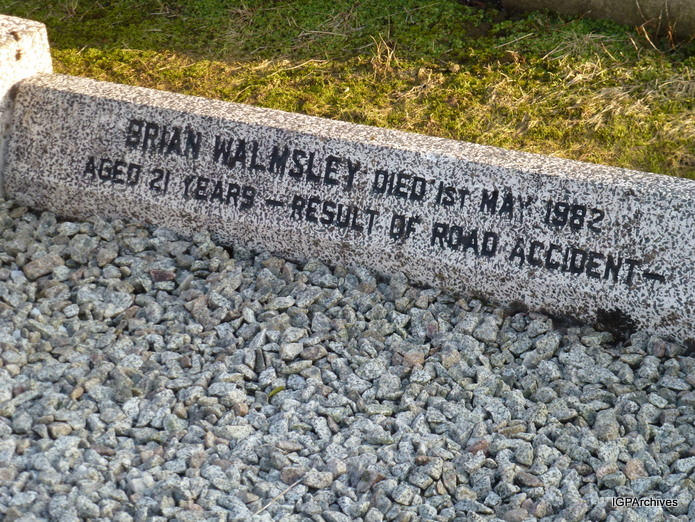 BRIAN WALMSLEY DIED 1ST MAY 1982
AGED 21 YEARS — RESULT OF ROAD ACCIDENT —
IGPArchives